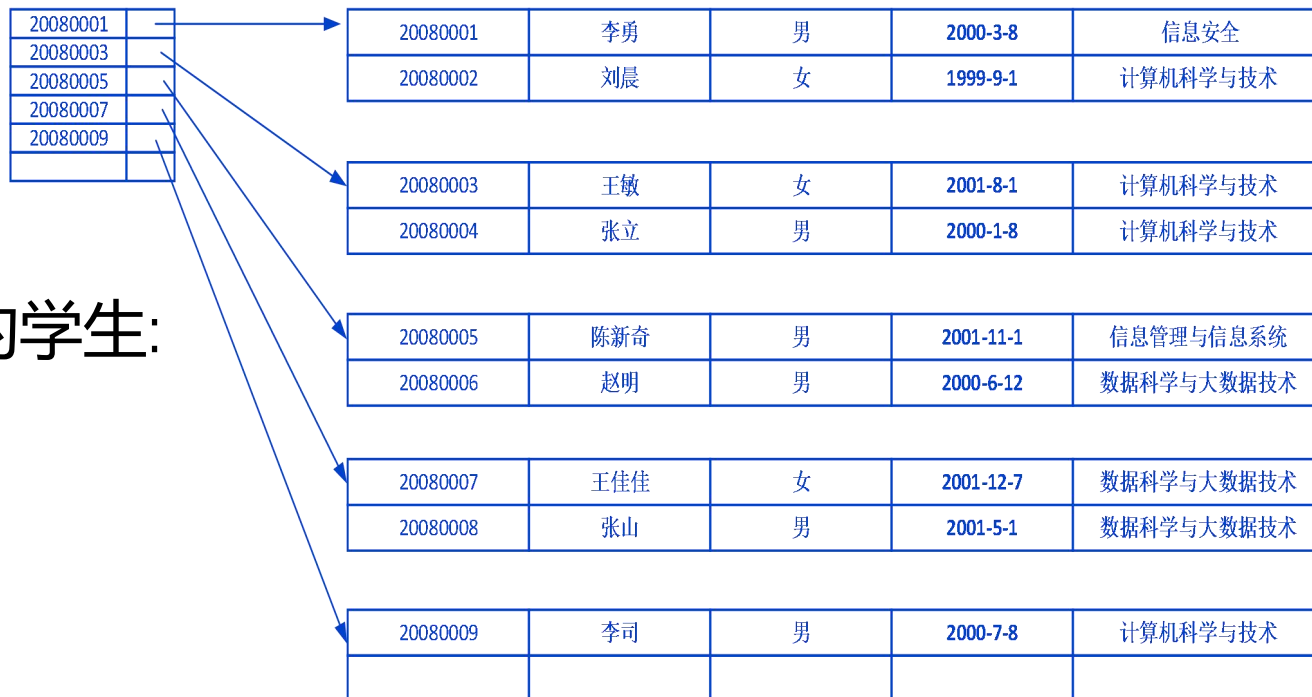 20080001
20080003
20080005
20080007
20080009
20080001 李勇 男 2000-3-8 信息安全
20080002 刘晨 女 1999-9-1 计算机科学与技术
20080003 王敏 女 2001-8-1 计算机科学与技术
20080004 张立 男 2000-1-8 计算机科学与技术
的学生:
20080005 陈新奇 男 2001-11-1 信息管理与信息系统
20080006 赵明 男 2000-6-12 数据科学与大数据技术
20080007 王佳佳 女 2001-12-7 数据科学与大数据技术
20080008 张山 男 2001-5-1 数据科学与大数据技术
20080009 李司 男 2000-7-8 计算机科学与技术